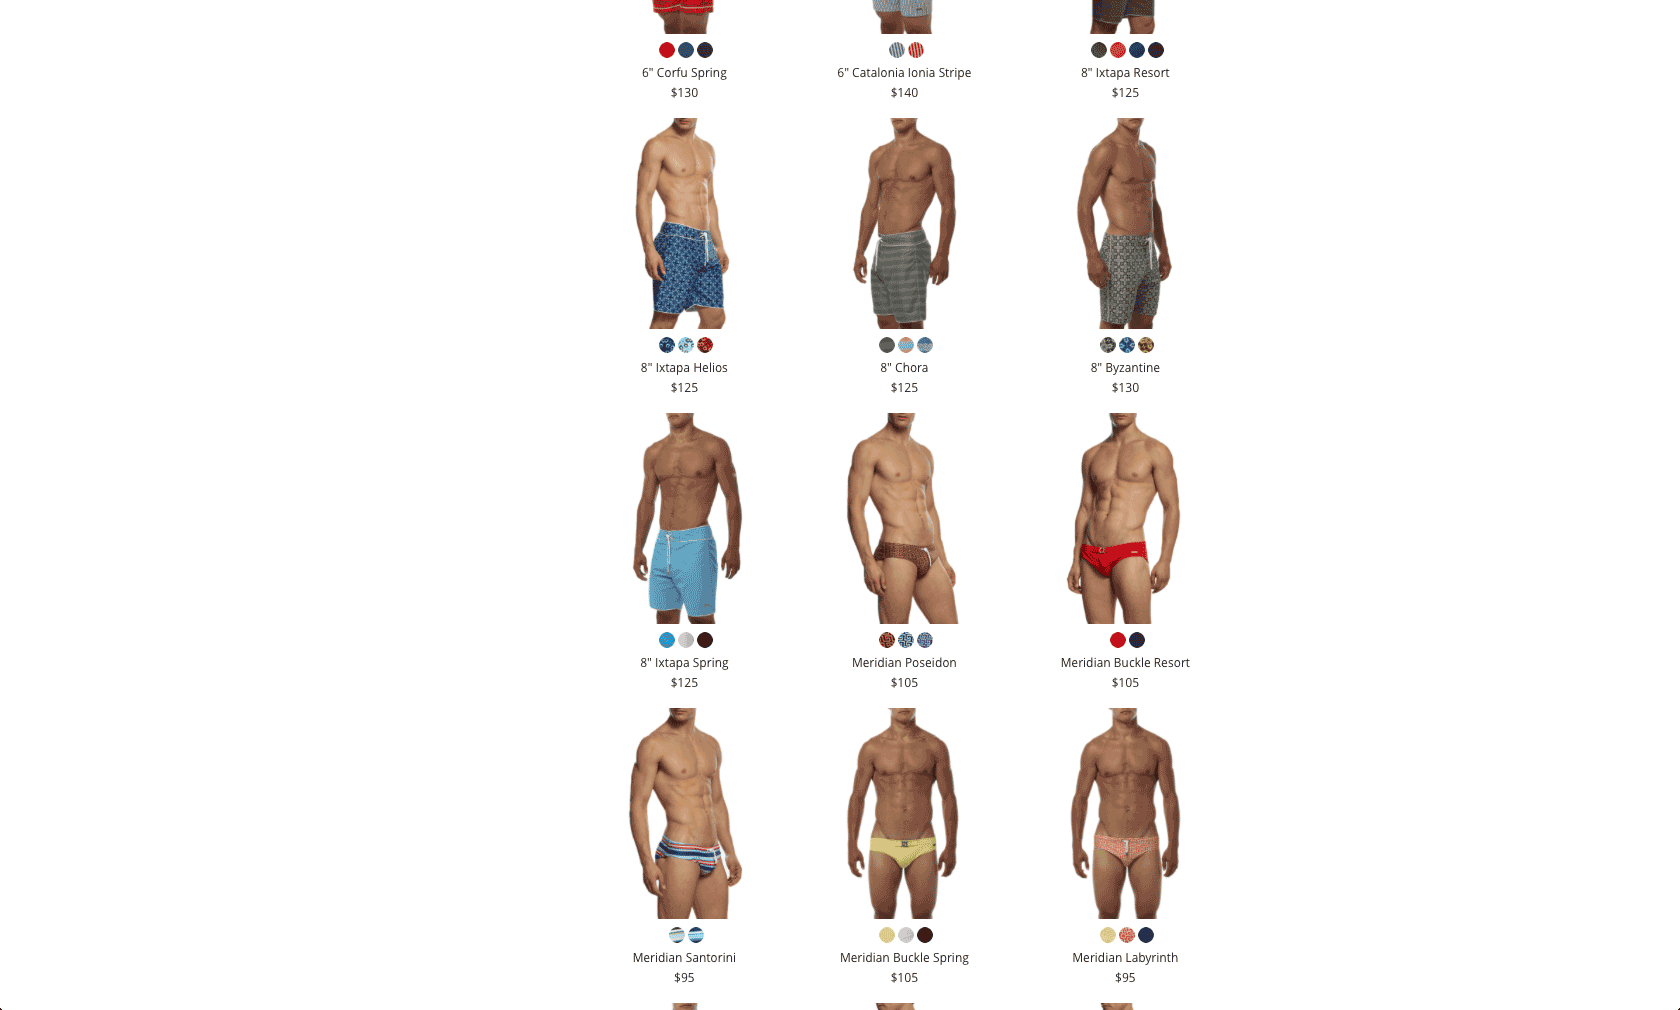 6" Corfu Spring
$130
6" Catalonia Ionia Stripe
$140
8" Ixtapa Resort
$125
8" Ixtapa Helios
$125
8" Chora
$125
8" Byzantine
$130
8" Ixtapa Spring
$125
Meridian Poseidon
$105
Meridian Buckle Resort
$105
Meridian Santorini
$95
Meridian Buckle Spring
$105
Meridian Labyrinth
$95